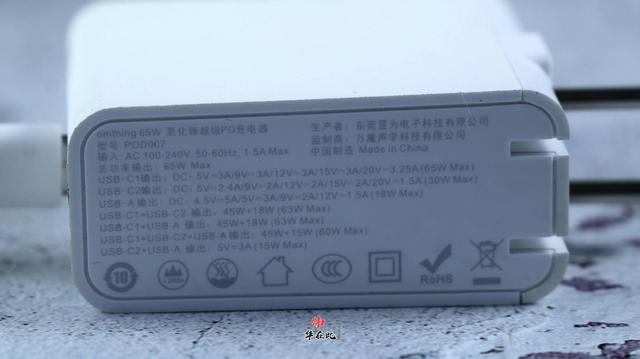 omthing 65W 氮化镓超级PD充电器
型号: POD007
输入: AC 100-240V, 50-60Hz, 1.5A Max
总功率输出: 65W Max
USB-C1输出: DC: 5V⎓3A/9V⎓3A/12V⎓3A/15V⎓3A/20V⎓3.25A (65W Max)
USB-C2输出: DC: 5V⎓2.4A/9V⎓2A/12V⎓2A/15V⎓2A/20V⎓1.5A (30W Max)
USB-A输出: DC: 4.5V⎓5A/5V⎓3A/9V⎓2A/12V⎓1.5A (18W Max)
USB-C1+USB-C2 输出: 45W+18W (63W Max)
USB-C1+USB-A 输出: 45W+18W (63W Max)
USB-C1+USB-C2+USB-A 输出: 45W+15W (60W Max)
USB-C2+USB-A 输出: 5V⎓3A (15W Max)
生产者: 东莞昱为电子科技有限公司
监制商: 万魔声学科技有限公司
中国制造 Made in China
10
CCC
RoHS
华在比